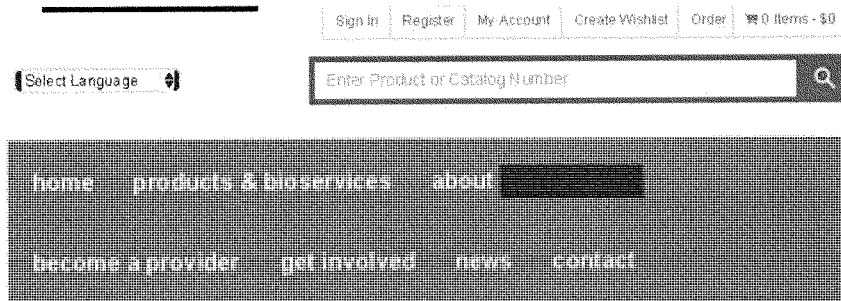 Sign In Register My Account Create Wishlist Order 0 Items - $0
Select Language
Enter Product or Catalog Number
home products & bioservices about
become a provider get involved news contact